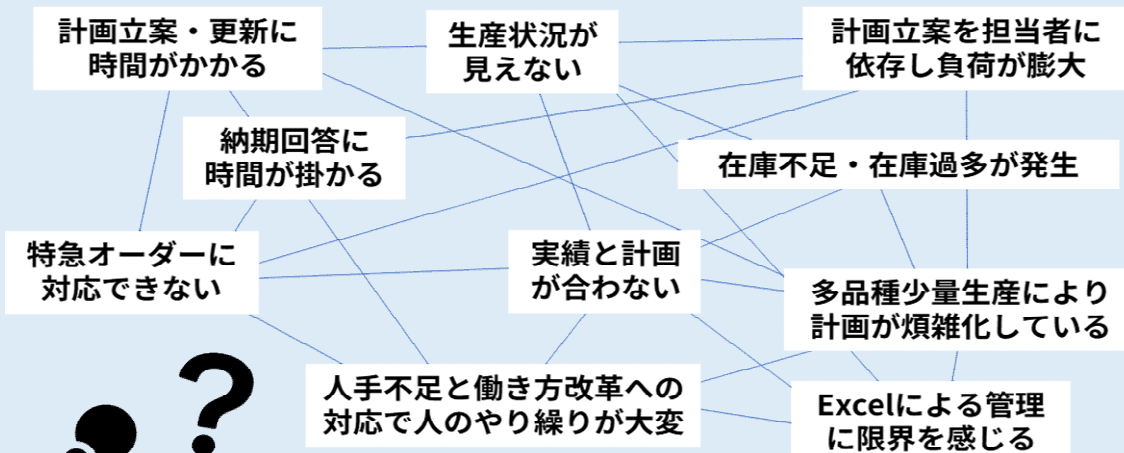 計画立案・更新に
時間がかかる
生産状況が
見えない
計画立案を担当者に
依存し負荷が膨大
納期回答に
時間が掛かる
在庫不足・在庫過多が発生
特急オーダーに
対応できない
実績と計画
が合わない
多品種少量生産により
計画が煩雑化している
人手不足と働き方改革への
対応で人のやり繰りが大変
Excelによる管理
に限界を感じる
?